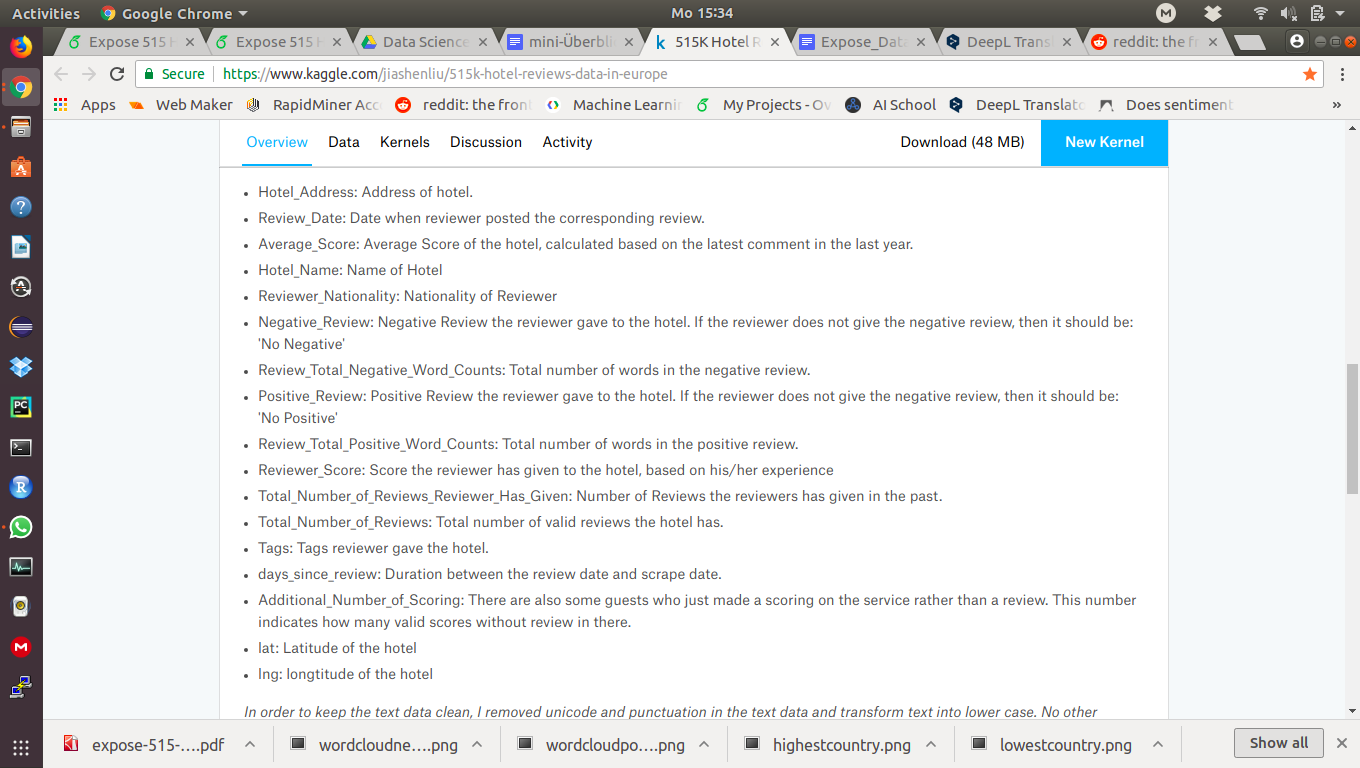 Activities Google Chrome Mo 15:34
Expose 515 H Expose 515 H Data Science mini-Überbli 515K Hotel R Expose_Data DeepL Transl reddit: the fr
Secure https://www.kaggle.com/jiashenliu/515k-hotel-reviews-data-in-europe
Apps Web Maker RapidMiner Acc reddit: the front Machine Learnin My Projects - Ov AI School DeepL Translato Does sentiment »
Overview Data Kernels Discussion Activity Download (48 MB) New Kernel
• Hotel_Address: Address of hotel.
• Review_Date: Date when reviewer posted the corresponding review.
• Average_Score: Average Score of the hotel, calculated based on the latest comment in the last year.
• Hotel_Name: Name of Hotel
• Reviewer_Nationality: Nationality of Reviewer
• Negative_Review: Negative Review the reviewer gave to the hotel. If the reviewer does not give the negative review, then it should be:
'No Negative'
• Review_Total_Negative_Word_Counts: Total number of words in the negative review.
• Positive_Review: Positive Review the reviewer gave to the hotel. If the reviewer does not give the negative review, then it should be:
'No Positive'
• Review_Total_Positive_Word_Counts: Total number of words in the positive review.
• Reviewer_Score: Score the reviewer has given to the hotel, based on his/her experience
• Total_Number_of_Reviews_Reviewer_Has_Given: Number of Reviews the reviewers has given in the past.
• Total_Number_of_Reviews: Total number of valid reviews the hotel has.
• Tags: Tags reviewer gave the hotel.
• days_since_review: Duration between the review date and scrape date.
• Additional_Number_of_Scoring: There are also some guests who just made a scoring on the service rather than a review. This number
indicates how many valid scores without review in there.
• lat: Latitude of the hotel
• lng: longtitude of the hotel
In order to keep the text data clean, I removed unicode and punctuation in the text data and transform text into lower case. No other
expose-515-....pdf wordcloudne....png wordcloudpo....png highestcountry.png lowestcountry.png Show all